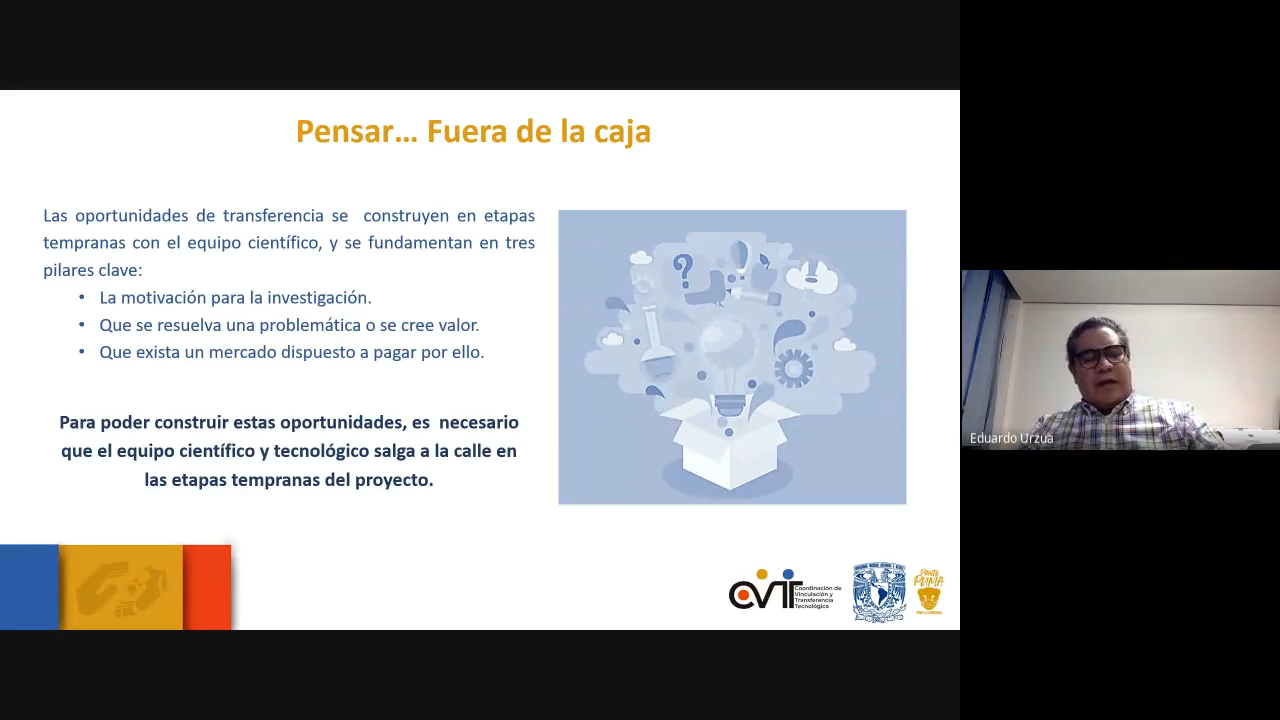 Pensar... Fuera de la caja
Las oportunidades de transferencia se construyen en etapas
tempranas con el equipo científico, y se fundamentan en tres
pilares clave:
• La motivación para la investigación.
• Que se resuelva una problemática o se cree valor.
• Que exista un mercado dispuesto a pagar por ello.
Para poder construir estas oportunidades, es necesario
que el equipo científico y tecnológico salga a la calle en
las etapas tempranas del proyecto.
CVTT
Coordinación de
Vinculación y
Transferencia
Tecnológica
Ponte
PUMA
Eduardo Urzua